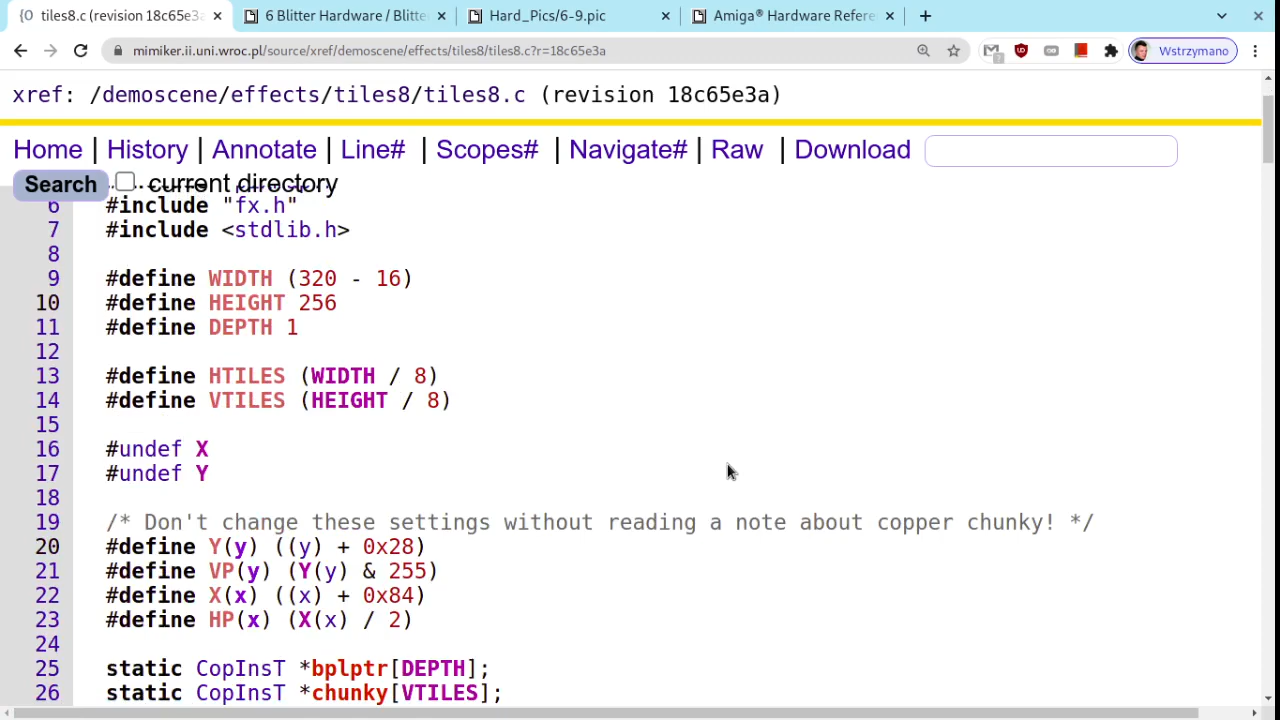 tiles8.c (revision 18c65e3a
6 Blitter Hardware / Blitte
Hard_Pics/6-9.pic
Amiga® Hardware Refere
mimiker.ii.uni.wroc.pl/source/xref/demoscene/effects/tiles8/tiles8.c?r=18c65e3a
Wstrzymano
xref: /demoscene/effects/tiles8/tiles8.c (revision 18c65e3a)
Home | History | Annotate | Line# | Scopes# | Navigate# | Raw | Download
Search current directory
6 #include "fx.h"
7 #include <stdlib.h>
8
9 #define WIDTH (320 - 16)
10 #define HEIGHT 256
11 #define DEPTH 1
12
13 #define HTILES (WIDTH / 8)
14 #define VTILES (HEIGHT / 8)
15
16 #undef X
17 #undef Y
18
19 /* Don't change these settings without reading a note about copper chunky! */
20 #define Y(y) ((y) + 0x28)
21 #define VP(y) (Y(y) & 255)
22 #define X(x) ((x) + 0x84)
23 #define HP(x) (X(x) / 2)
24
25 static CopInsT *bplptr[DEPTH];
26 static CopInsT *chunky[VTILES];